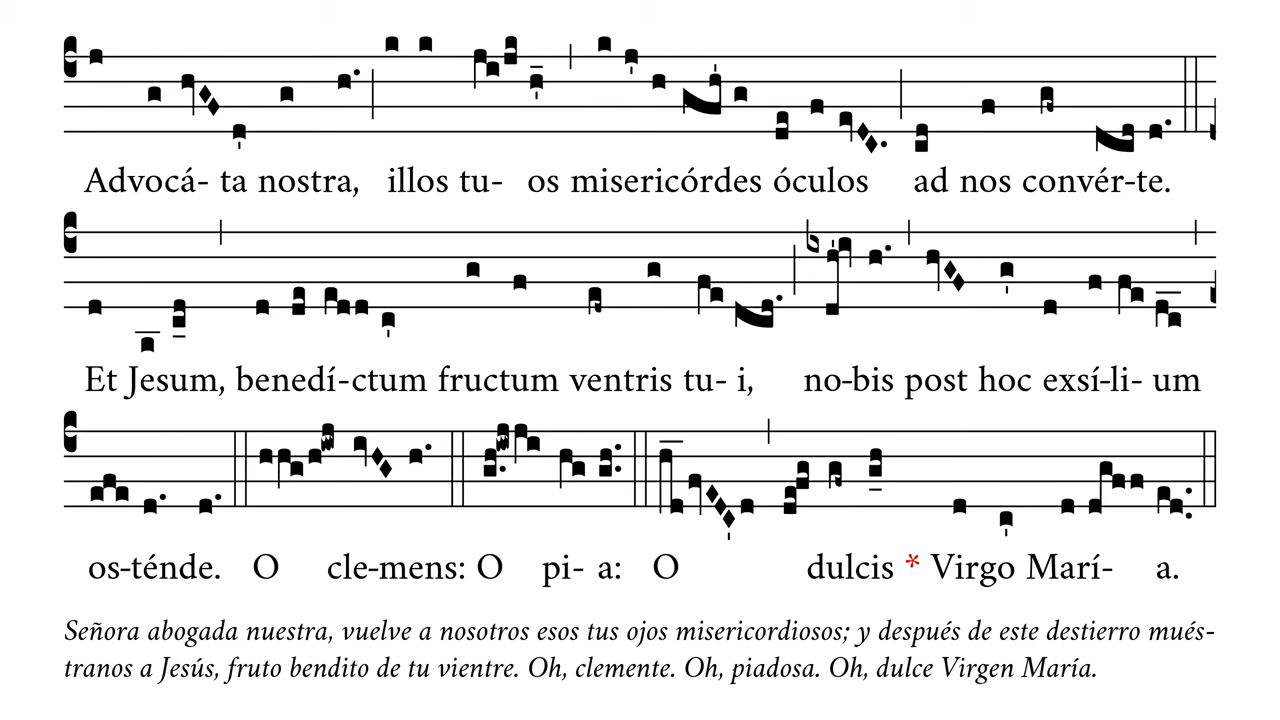 Advocá- ta nostra, illos tu- os misericórdes óculos ad nos convér-te.
Et Jesum, benedí-ctum fructum ventris tu- i, no-bis post hoc exsí-li- um
os-ténde. O cle-mens: O pi- a: O dulcis * Virgo Marí- a.
Señora abogada nuestra, vuelve a nosotros esos tus ojos misericordiosos; y después de este destierro mués-
tranos a Jesús, fruto bendito de tu vientre. Oh, clemente. Oh, piadosa. Oh, dulce Virgen María.